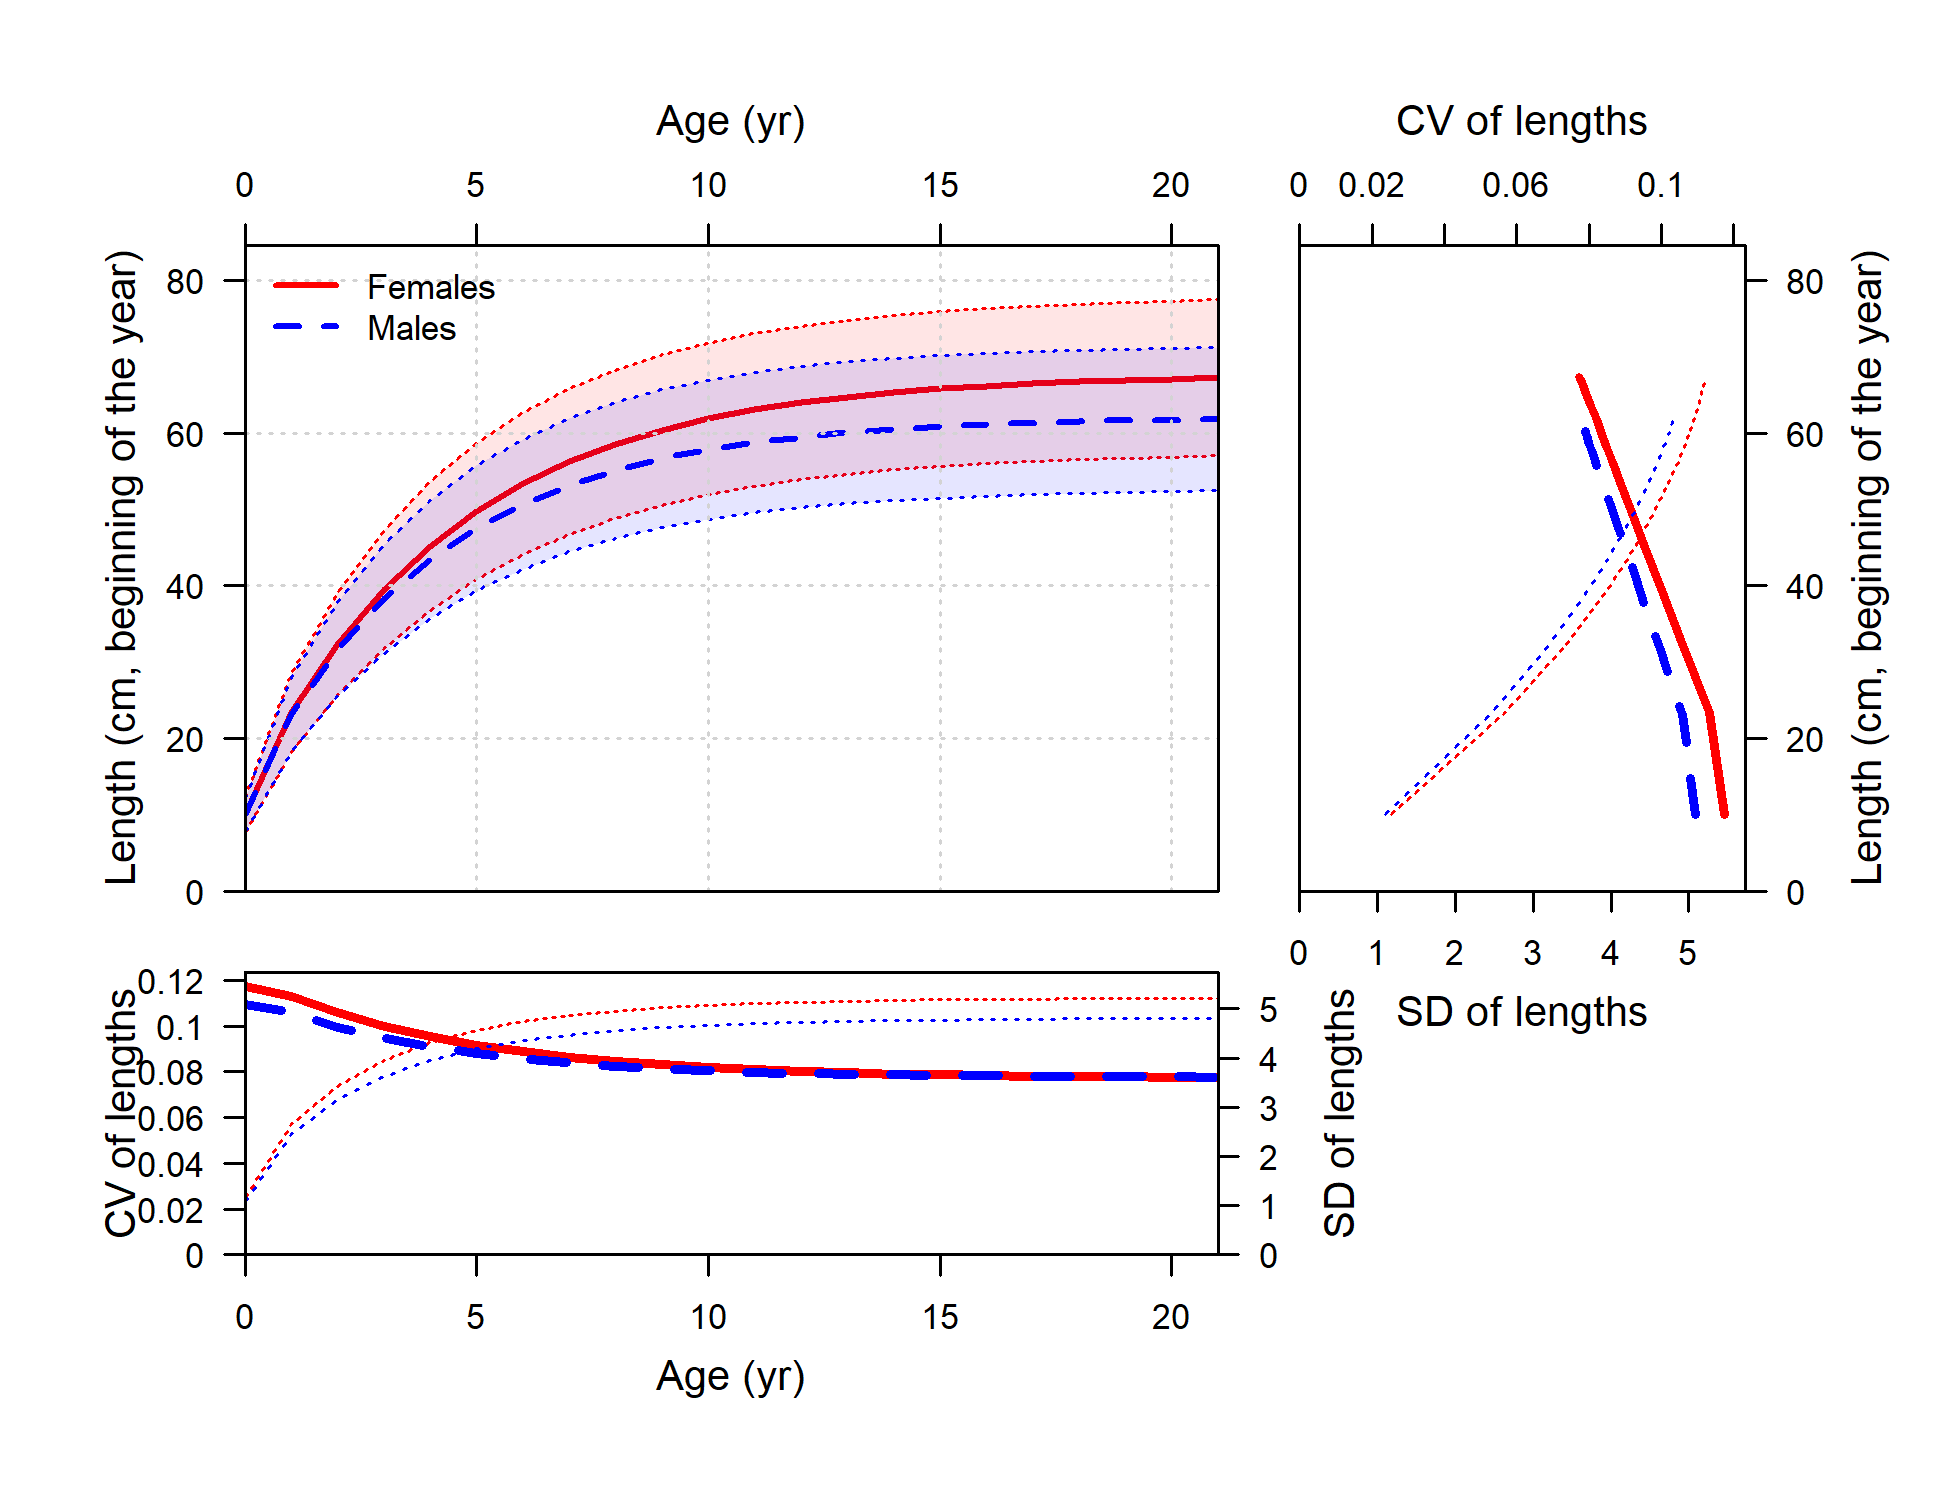 Age (yr)
CV of lengths
0 5 10 15 20
0 0.02 0.06 0.1
Length (cm, beginning of the year)
80
60
40
20
0
Females
Males
80
60
40
20
0
Length (cm, beginning of the year)
0 1 2 3 4 5
SD of lengths
CV of lengths
0.12
0.1
0.08
0.06
0.04
0.02
0
5
4
3
2
1
0
SD of lengths
0 5 10 15 20
Age (yr)